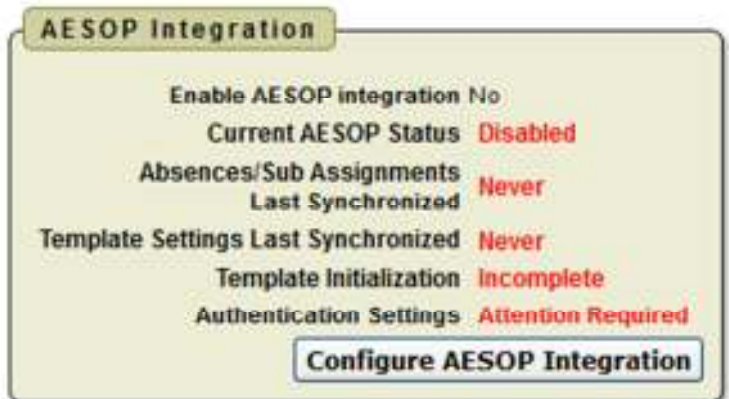 AESOP Integration
Enable AESOP integration No
Current AESOP Status Disabled
Absences/Sub Assignments
Last Synchronized Never
Template Settings Last Synchronized Never
Template Initialization Incomplete
Authentication Settings Attention Required
Configure AESOP Integration